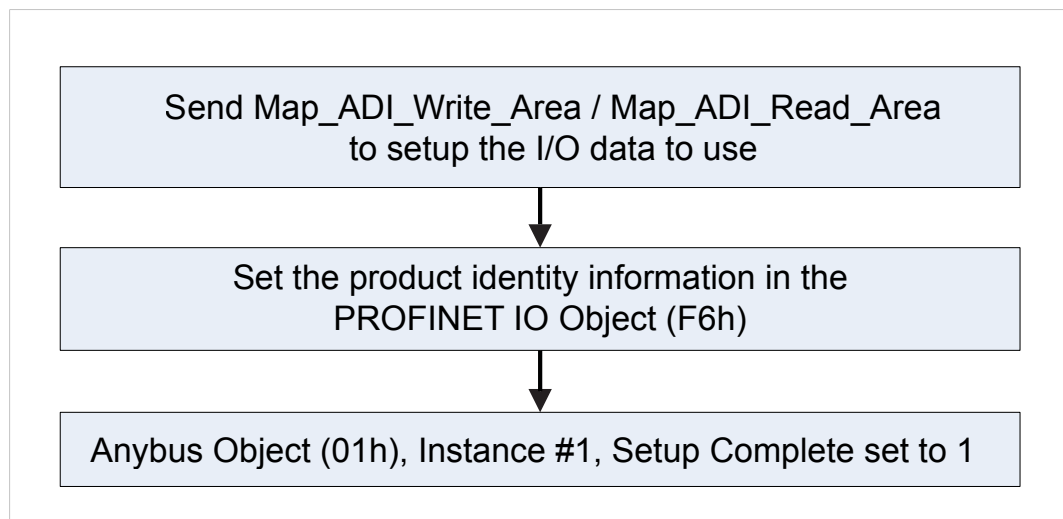 Send Map_ADI_Write_Area / Map_ADI_Read_Area
to setup the I/O data to use
Set the product identity information in the
PROFINET IO Object (F6h)
Anybus Object (01h), Instance #1, Setup Complete set to 1